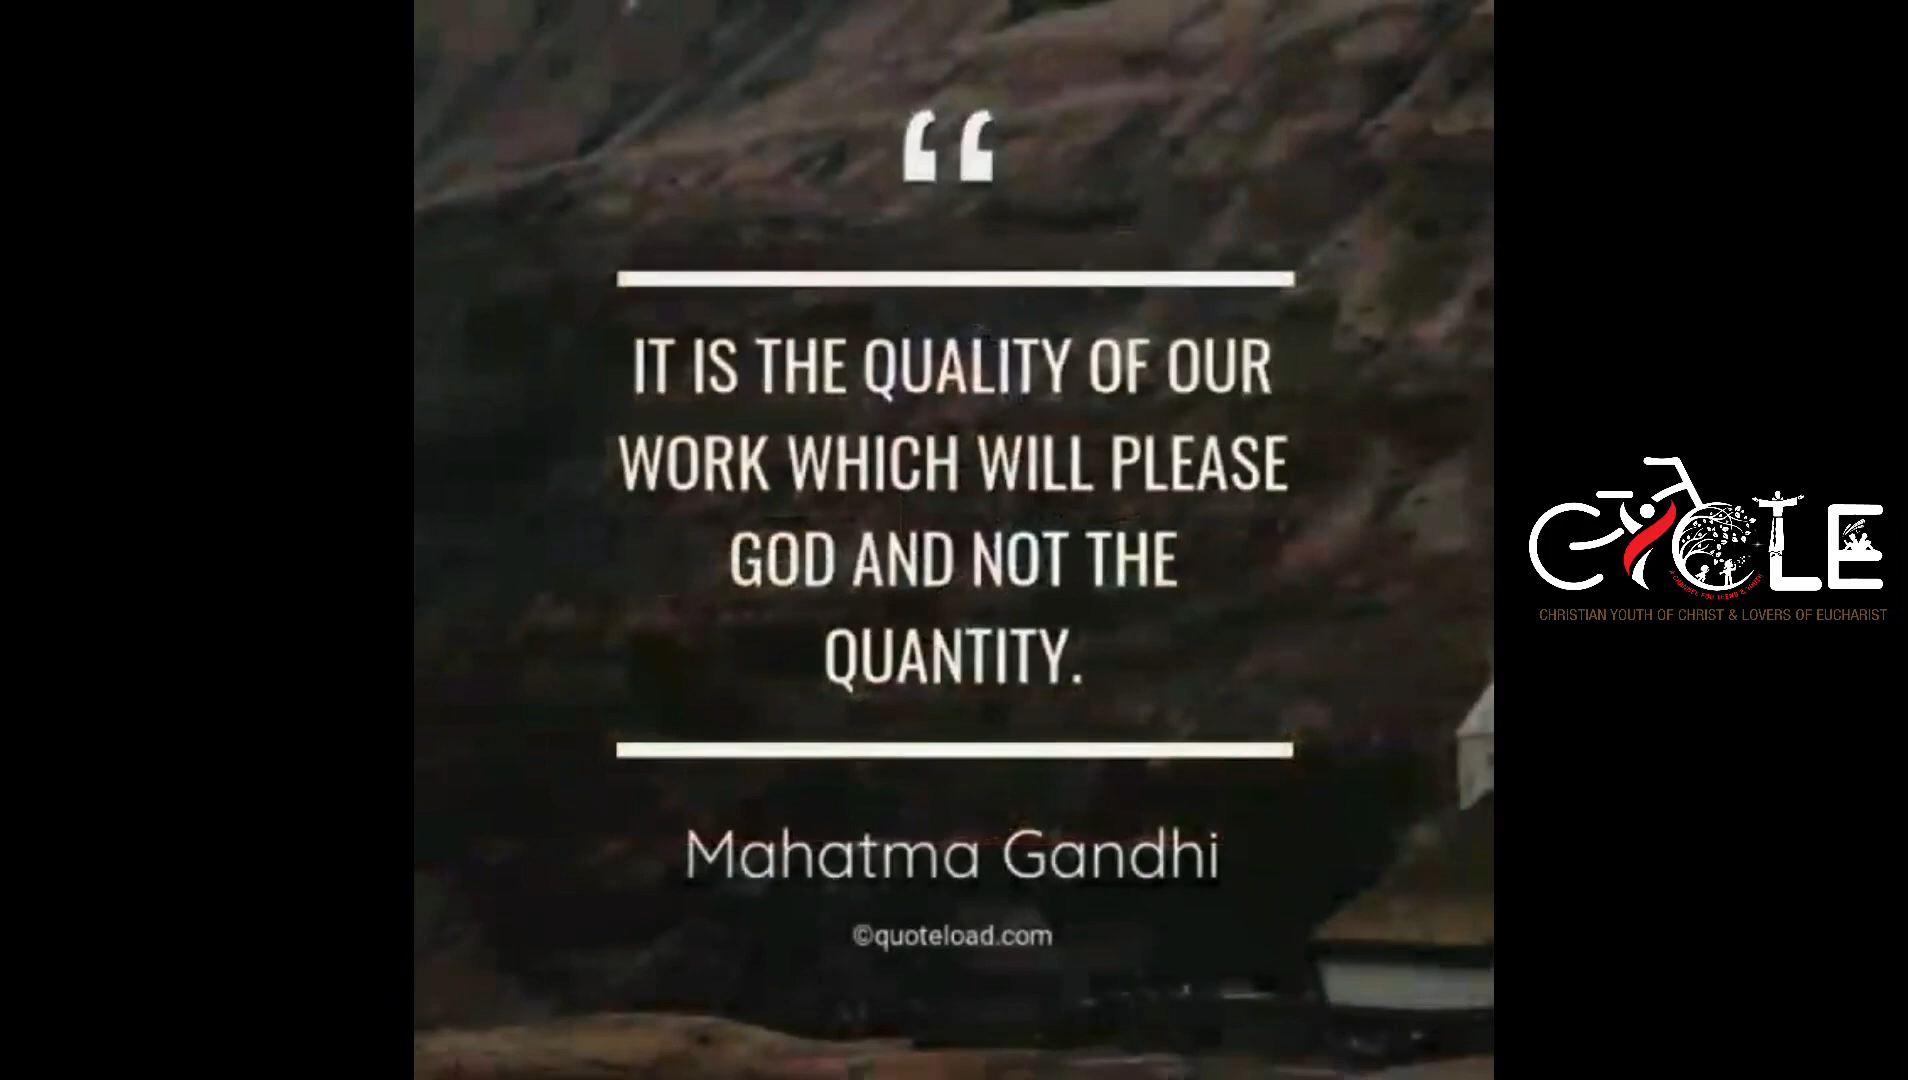 “
IT IS THE QUALITY OF OUR
WORK WHICH WILL PLEASE
GOD AND NOT THE
QUANTITY.
Mahatma Gandhi
©quoteload.com
CYCLE
CHRISTIAN YOUTH OF CHRIST & LOVERS OF EUCHARIST